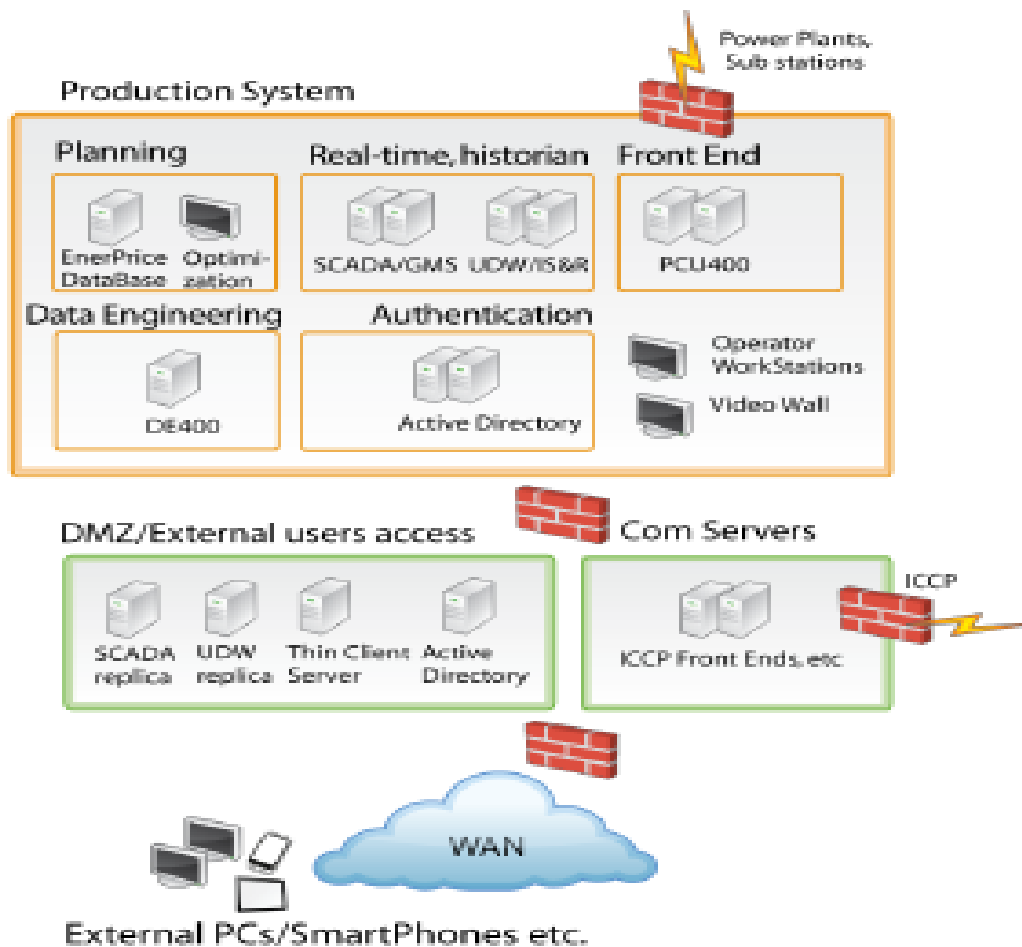 Power Plants,
Sub stations
Production System
Planning
Real-time, historian
Front End
EnerPrice
DataBase
Optimi-
zation
SCADA/GMS
UDW/IS&R
PCU400
Data Engineering
Authentication
DE400
Active Directory
Operator
WorkStations
Video Wall
DMZ/External users access
Com Servers
SCADA
replica
UDW
replica
Thin Client
Server
Active
Directory
ICCP Front Ends, etc
ICCP
WAN
External PCs/SmartPhones etc.